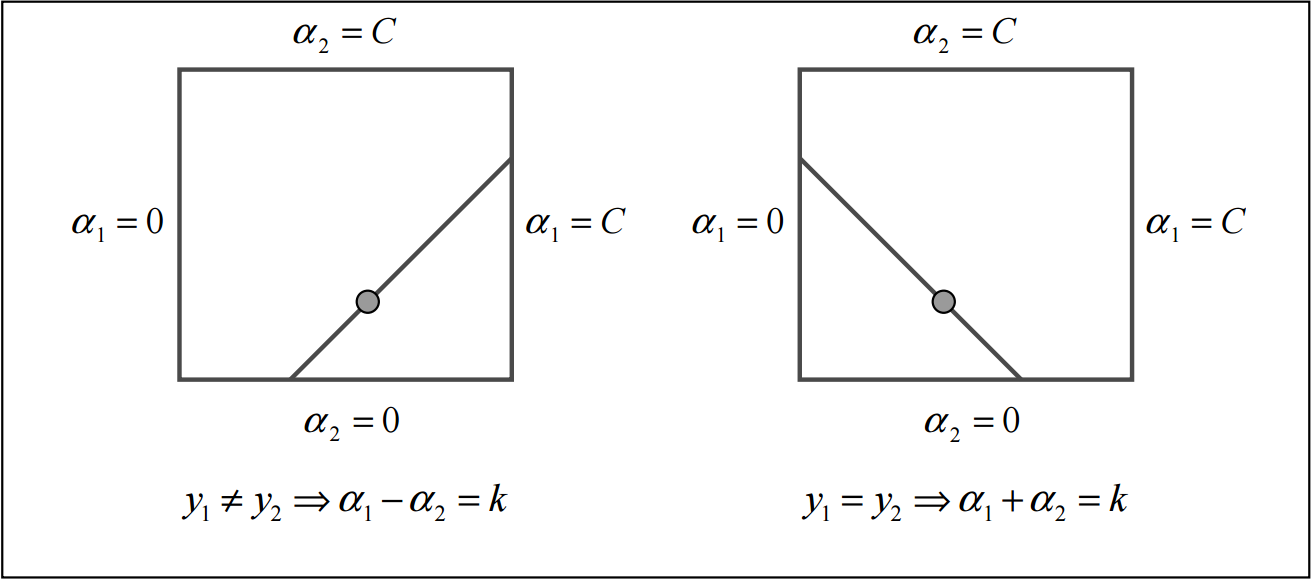 α₂ = C
α₂ = C
α₁ = 0
α₁ = C
α₁ = 0
α₁ = C
α₂ = 0
α₂ = 0
y₁ ≠ y₂ ⇒ α₁ − α₂ = k
y₁ = y₂ ⇒ α₁ + α₂ = k